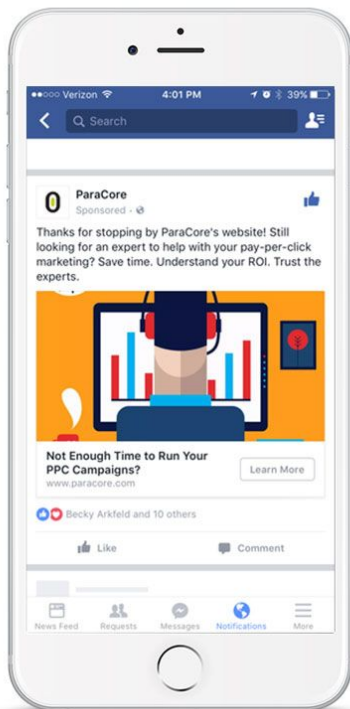 Verizon 4:01 PM 39%
Search
ParaCore
Sponsored
Thanks for stopping by ParaCore's website! Still
looking for an expert to help with your pay-per-click
marketing? Save time. Understand your ROI. Trust the
experts.
Not Enough Time to Run Your
PPC Campaigns?
www.paracore.com
Learn More
Becky Arkfeld and 10 others
Like
Comment
News Feed
Requests
Messages
Notifications
More